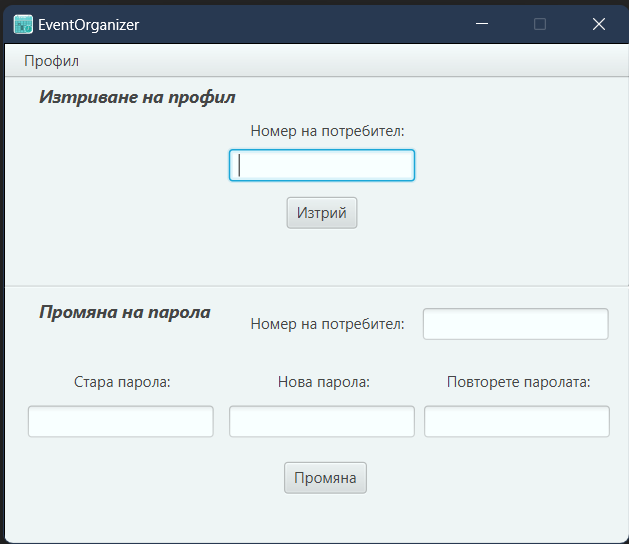 EventOrganizer
Профил
Изтриване на профил
Номер на потребител:
Изтрий
Промяна на парола
Номер на потребител:
Стара парола:
Нова парола:
Повторете паролата:
Промяна